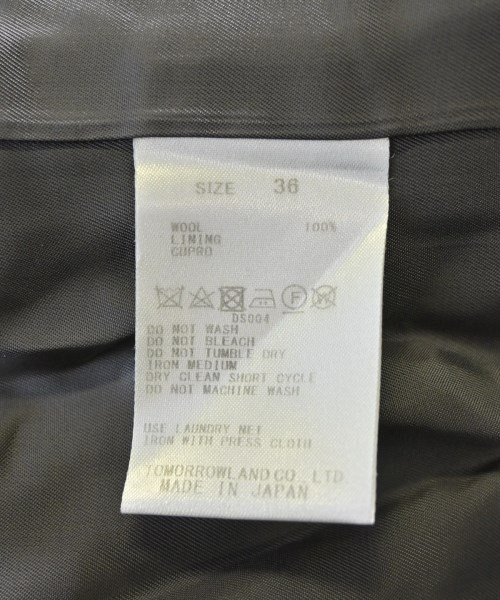 SIZE 36
WOOL 100%
LINING
CUPRO
F
DS004
DO NOT WASH
DO NOT BLEACH
DO NOT TUMBLE DRY
IRON MEDIUM
DRY CLEAN SHORT CYCLE
DO NOT MACHINE WASH
USE LAUNDRY NET
IRON WITH PRESS CLOTH
TOMORROWLAND CO., LTD.
MADE IN JAPAN